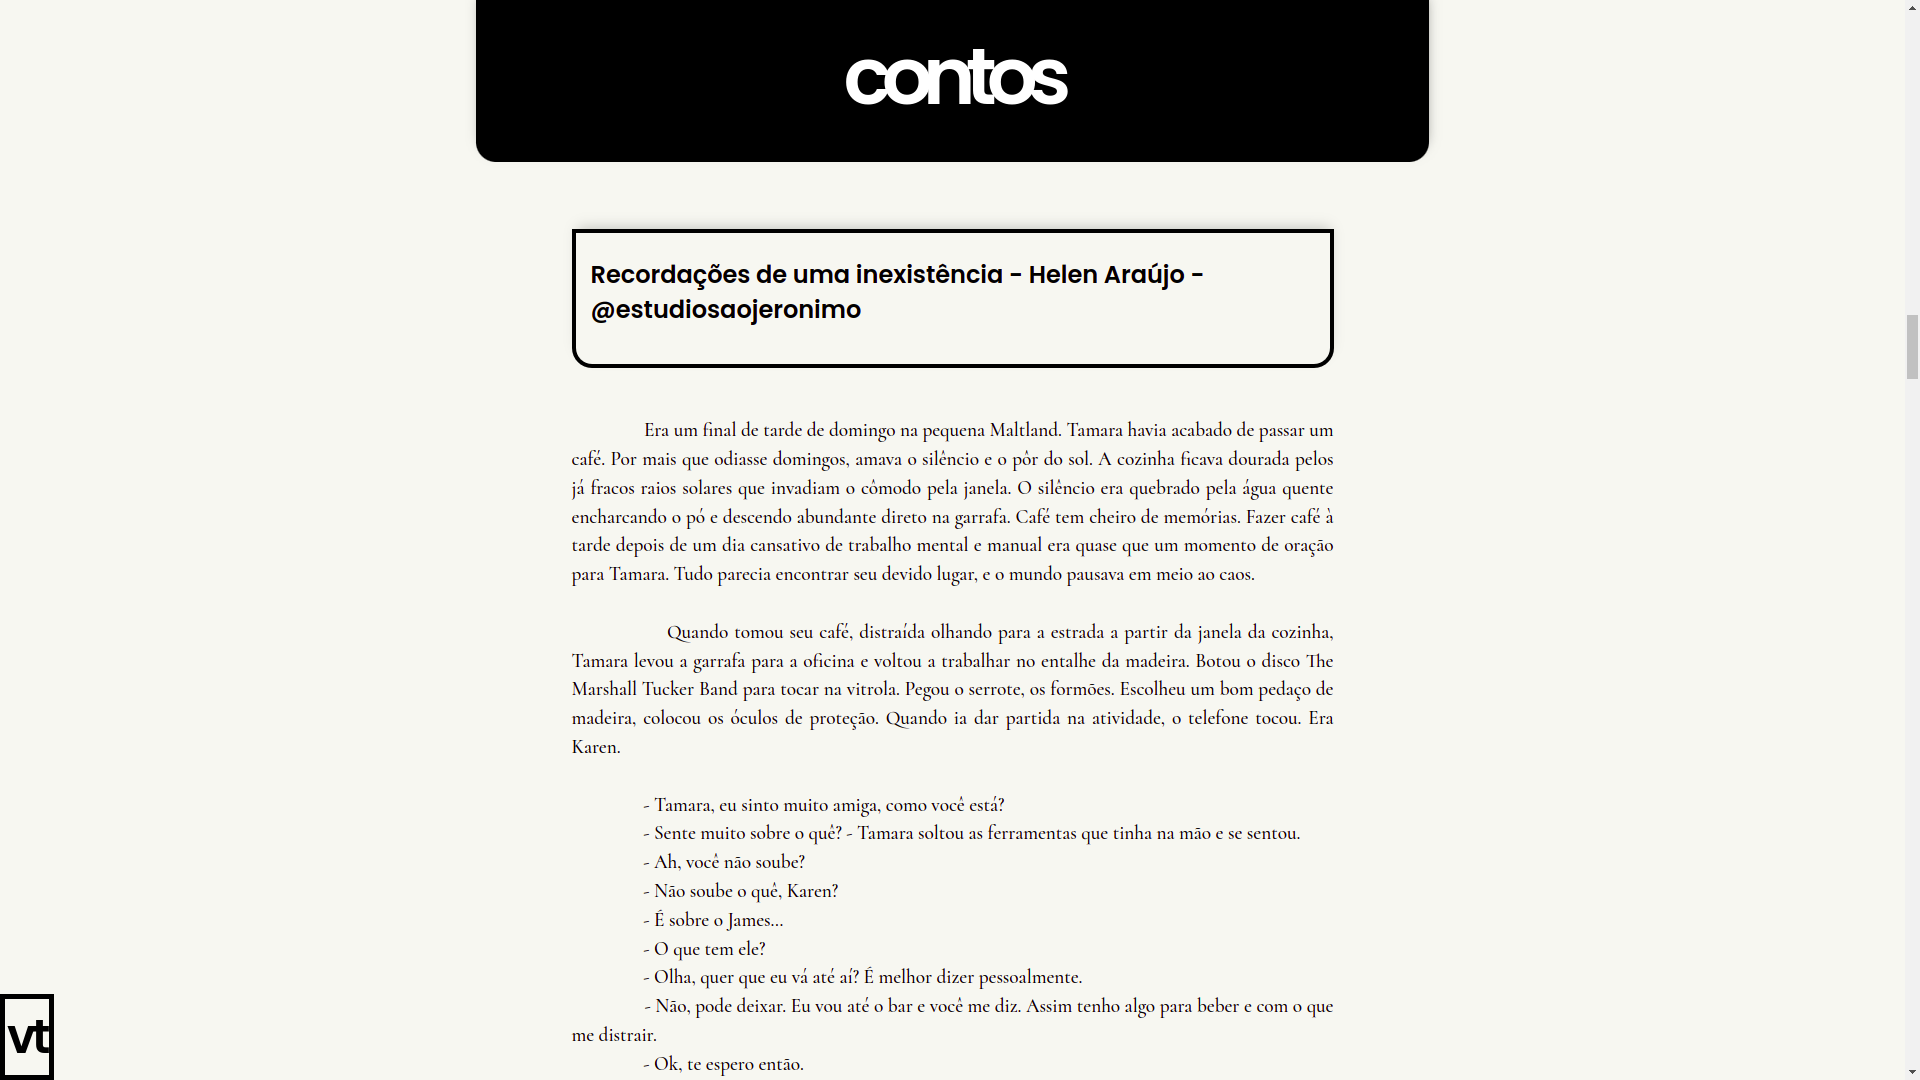 contos
Recordações de uma inexistência - Helen Araújo -
@estudiosaojeronimo
Era um final de tarde de domingo na pequena Maltland. Tamara havia acabado de passar um
café. Por mais que odiasse domingos, amava o silêncio e o pôr do sol. A cozinha ficava dourada pelos
já fracos raios solares que invadiam o cômodo pela janela. O silêncio era quebrado pela água quente
encharcando o pó e descendo abundante direto na garrafa. Café tem cheiro de memórias. Fazer café à
tarde depois de um dia cansativo de trabalho mental e manual era quase que um momento de oração
para Tamara. Tudo parecia encontrar seu devido lugar, e o mundo pausava em meio ao caos.
Quando tomou seu café, distraída olhando para a estrada a partir da janela da cozinha,
Tamara levou a garrafa para a oficina e voltou a trabalhar no entalhe da madeira. Botou o disco The
Marshall Tucker Band para tocar na vitrola. Pegou o serrote, os formões. Escolheu um bom pedaço de
madeira, colocou os óculos de proteção. Quando ia dar partida na atividade, o telefone tocou. Era
Karen.
- Tamara, eu sinto muito amiga, como você está?
- Sente muito sobre o quê? - Tamara soltou as ferramentas que tinha na mão e se sentou.
- Ah, você não soube?
- Não soube o quê, Karen?
- É sobre o James...
- O que tem ele?
- Olha, quer que eu vá até aí? É melhor dizer pessoalmente.
- Não, pode deixar. Eu vou até o bar e você me diz. Assim tenho algo para beber e com o que
me distrair.
- Ok, te espero então.
vt